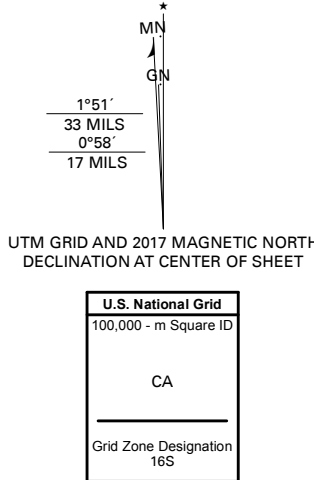 MN
GN
1°51´
33 MILS
0°58´
17 MILS
UTM GRID AND 2017 MAGNETIC NORTH
DECLINATION AT CENTER OF SHEET
U.S. National Grid
100,000 - m Square ID
CA
Grid Zone Designation
16S